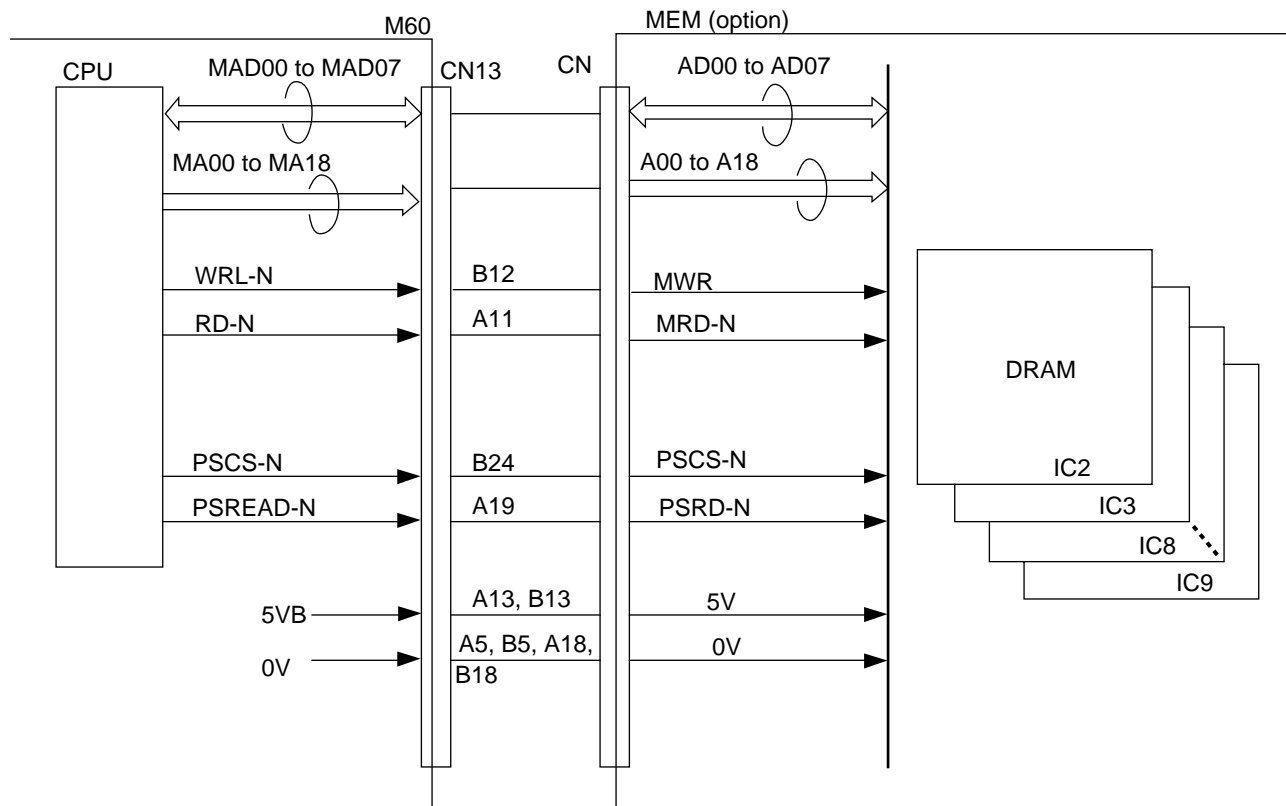 M60
MEM (option)
CPU
MAD00 to MAD07
CN13
CN
AD00 to AD07
MA00 to MA18
A00 to A18
WRL-N
B12
MWR
RD-N
A11
MRD-N
DRAM
PSCS-N
B24
PSCS-N
IC2
PSREAD-N
A19
PSRD-N
IC3
IC8
IC9
5VB
A13, B13
5V
0V
A5, B5, A18,
B18
0V